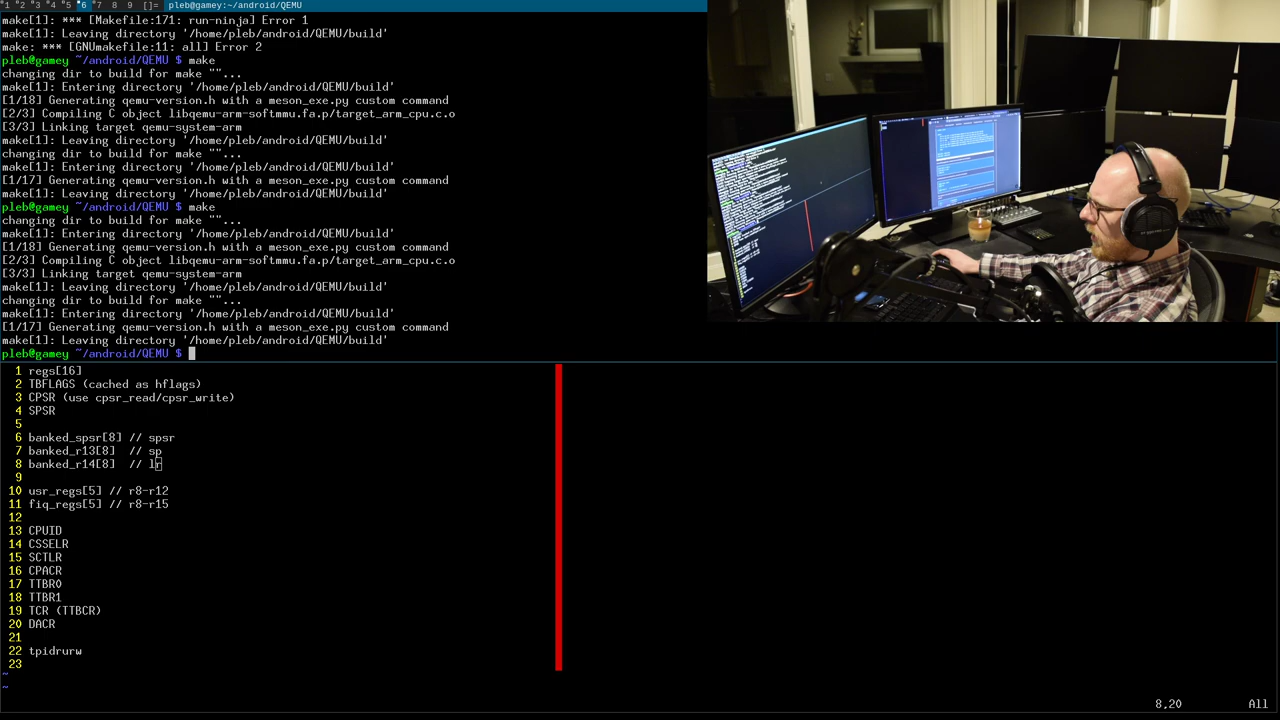 1 2 3 4 5 6 7 8 9 []= pleb@gamey:~/android/QEMU
make[1]: *** [Makefile:171: run-ninja] Error 1
make[1]: Leaving directory '/home/pleb/android/QEMU/build'
make: *** [GNUmakefile:11: all] Error 2
pleb@gamey ~/android/QEMU $ make
changing dir to build for make ""...
make[1]: Entering directory '/home/pleb/android/QEMU/build'
[1/18] Generating qemu-version.h with a meson_exe.py custom command
[2/3] Compiling C object libqemu-arm-softmmu.fa.p/target_arm_cpu.c.o
[3/3] Linking target qemu-system-arm
make[1]: Leaving directory '/home/pleb/android/QEMU/build'
changing dir to build for make ""...
make[1]: Entering directory '/home/pleb/android/QEMU/build'
[1/17] Generating qemu-version.h with a meson_exe.py custom command
make[1]: Leaving directory '/home/pleb/android/QEMU/build'
pleb@gamey ~/android/QEMU $ make
changing dir to build for make ""...
make[1]: Entering directory '/home/pleb/android/QEMU/build'
[1/18] Generating qemu-version.h with a meson_exe.py custom command
[2/3] Compiling C object libqemu-arm-softmmu.fa.p/target_arm_cpu.c.o
[3/3] Linking target qemu-system-arm
make[1]: Leaving directory '/home/pleb/android/QEMU/build'
changing dir to build for make ""...
make[1]: Entering directory '/home/pleb/android/QEMU/build'
[1/17] Generating qemu-version.h with a meson_exe.py custom command
make[1]: Leaving directory '/home/pleb/android/QEMU/build'
pleb@gamey ~/android/QEMU $
1 regs[16]
2 TBFLAGS (cached as hflags)
3 CPSR (use cpsr_read/cpsr_write)
4 SPSR
5
6 banked_spsr[8] // spsr
7 banked_r13[8]  // sp
8 banked_r14[8]  // lr
9
10 usr_regs[5] // r8-r12
11 fiq_regs[5] // r8-r15
12
13 CPUID
14 CSSELR
15 SCTLR
16 CPACR
17 TTBR0
18 TTBR1
19 TCR (TTBCR)
20 DACR
21
22 tpidrurw
23
~
~
8,20 All